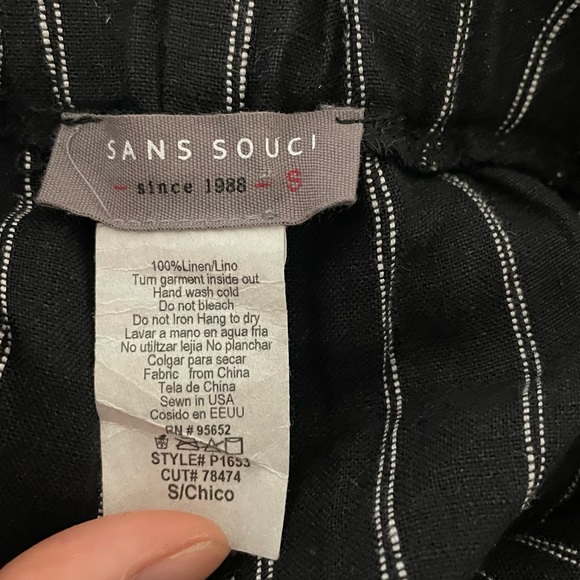 SANS SOUCI
- since 1988 - S
100%Linen/Lino
Turn garment inside out
Hand wash cold
Do not bleach
Do not Iron Hang to dry
Lavar a mano en agua fria
No utiltzar lejia No planchar
Colgar para secar
Fabric from China
Tela de China
Sewn in USA
Cosido en EEUU
RN # 95652
STYLE# P1653
CUT# 78474
S/Chico